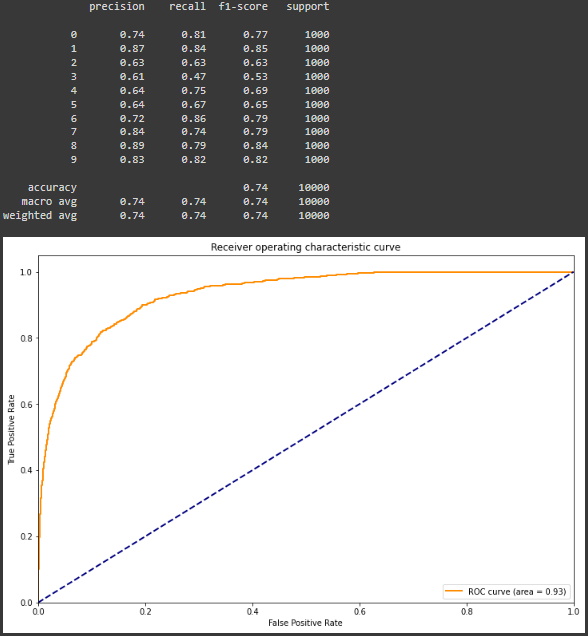 precision recall f1-score support
0 0.74 0.81 0.77 1000
1 0.87 0.84 0.85 1000
2 0.63 0.63 0.63 1000
3 0.61 0.47 0.53 1000
4 0.64 0.75 0.69 1000
5 0.64 0.67 0.65 1000
6 0.72 0.86 0.79 1000
7 0.84 0.74 0.79 1000
8 0.89 0.79 0.84 1000
9 0.83 0.82 0.82 1000
accuracy 0.74 10000
macro avg 0.74 0.74 0.74 10000
weighted avg 0.74 0.74 0.74 10000
Receiver operating characteristic curve
1.0
0.8
0.6
0.4
0.2
0.0
True Positive Rate
ROC curve (area = 0.93)
0.0 0.2 0.4 0.6 0.8 1.0
False Positive Rate